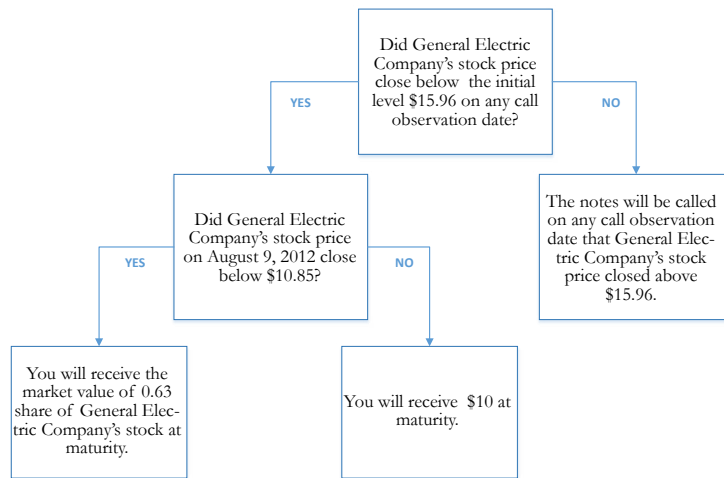 Did General Electric
Company's stock price
close below the initial
level $15.96 on any call
observation date?
YES
NO
Did General Electric
Company's stock price
on August 9, 2012 close
below $10.85?
The notes will be called
on any call observation
date that General Elec-
tric Company's stock
price closed above
$15.96.
YES
NO
You will receive the
market value of 0.63
share of General Elec-
tric Company's stock at
maturity.
You will receive $10 at
maturity.